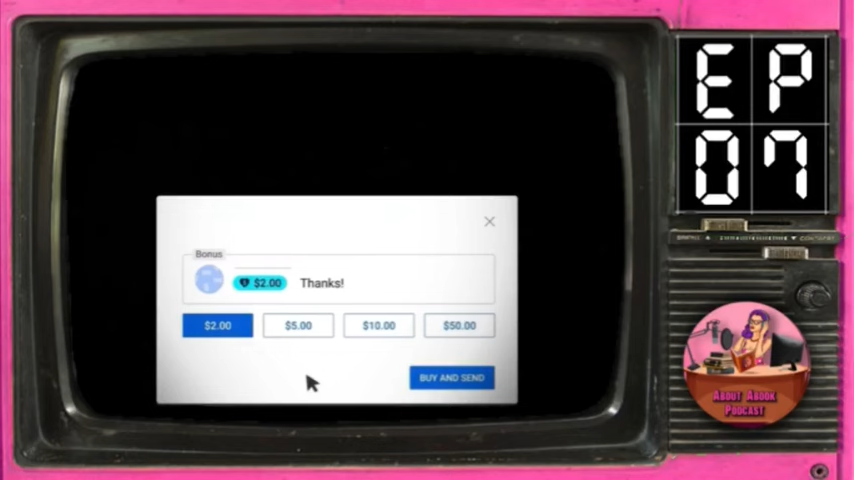 EP
07
Bonus
$2.00 Thanks!
$2.00 $5.00 $10.00 $50.00
BUY AND SEND
ABOUT ABOOK
PODCAST